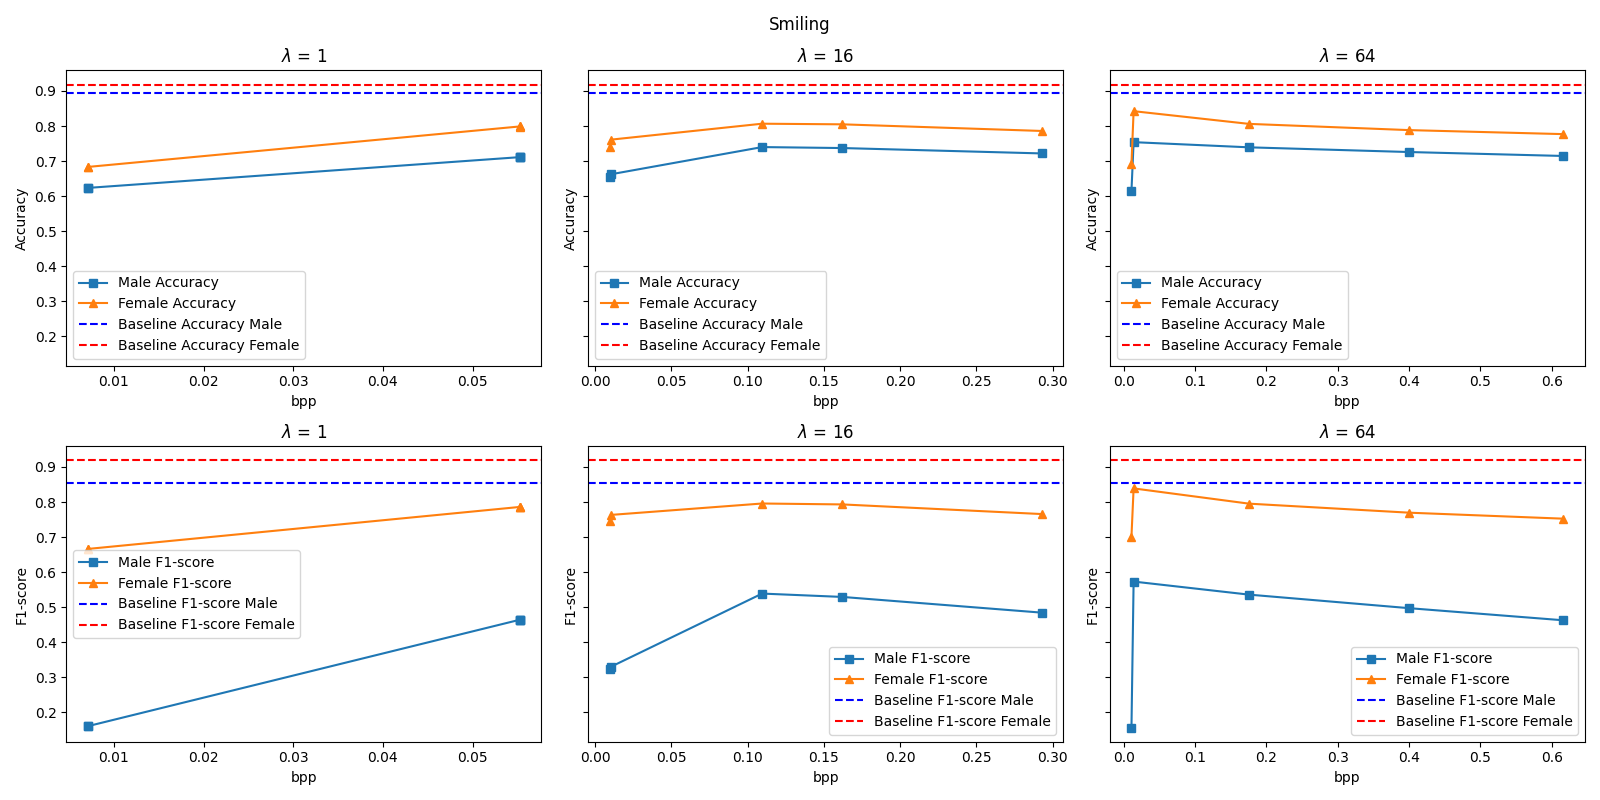 Smiling
λ = 1
λ = 16
λ = 64
0.9
0.8
0.7
0.6
0.5
0.4
0.3
0.2
Accuracy
Male Accuracy
Female Accuracy
Baseline Accuracy Male
Baseline Accuracy Female
0.01 0.02 0.03 0.04 0.05
bpp
Accuracy
Male Accuracy
Female Accuracy
Baseline Accuracy Male
Baseline Accuracy Female
0.00 0.05 0.10 0.15 0.20 0.25 0.30
bpp
Accuracy
Male Accuracy
Female Accuracy
Baseline Accuracy Male
Baseline Accuracy Female
0.0 0.1 0.2 0.3 0.4 0.5 0.6
bpp
λ = 1
λ = 16
λ = 64
0.9
0.8
0.7
0.6
0.5
0.4
0.3
0.2
F1-score
Male F1-score
Female F1-score
Baseline F1-score Male
Baseline F1-score Female
0.01 0.02 0.03 0.04 0.05
bpp
F1-score
Male F1-score
Female F1-score
Baseline F1-score Male
Baseline F1-score Female
0.00 0.05 0.10 0.15 0.20 0.25 0.30
bpp
F1-score
Male F1-score
Female F1-score
Baseline F1-score Male
Baseline F1-score Female
0.0 0.1 0.2 0.3 0.4 0.5 0.6
bpp